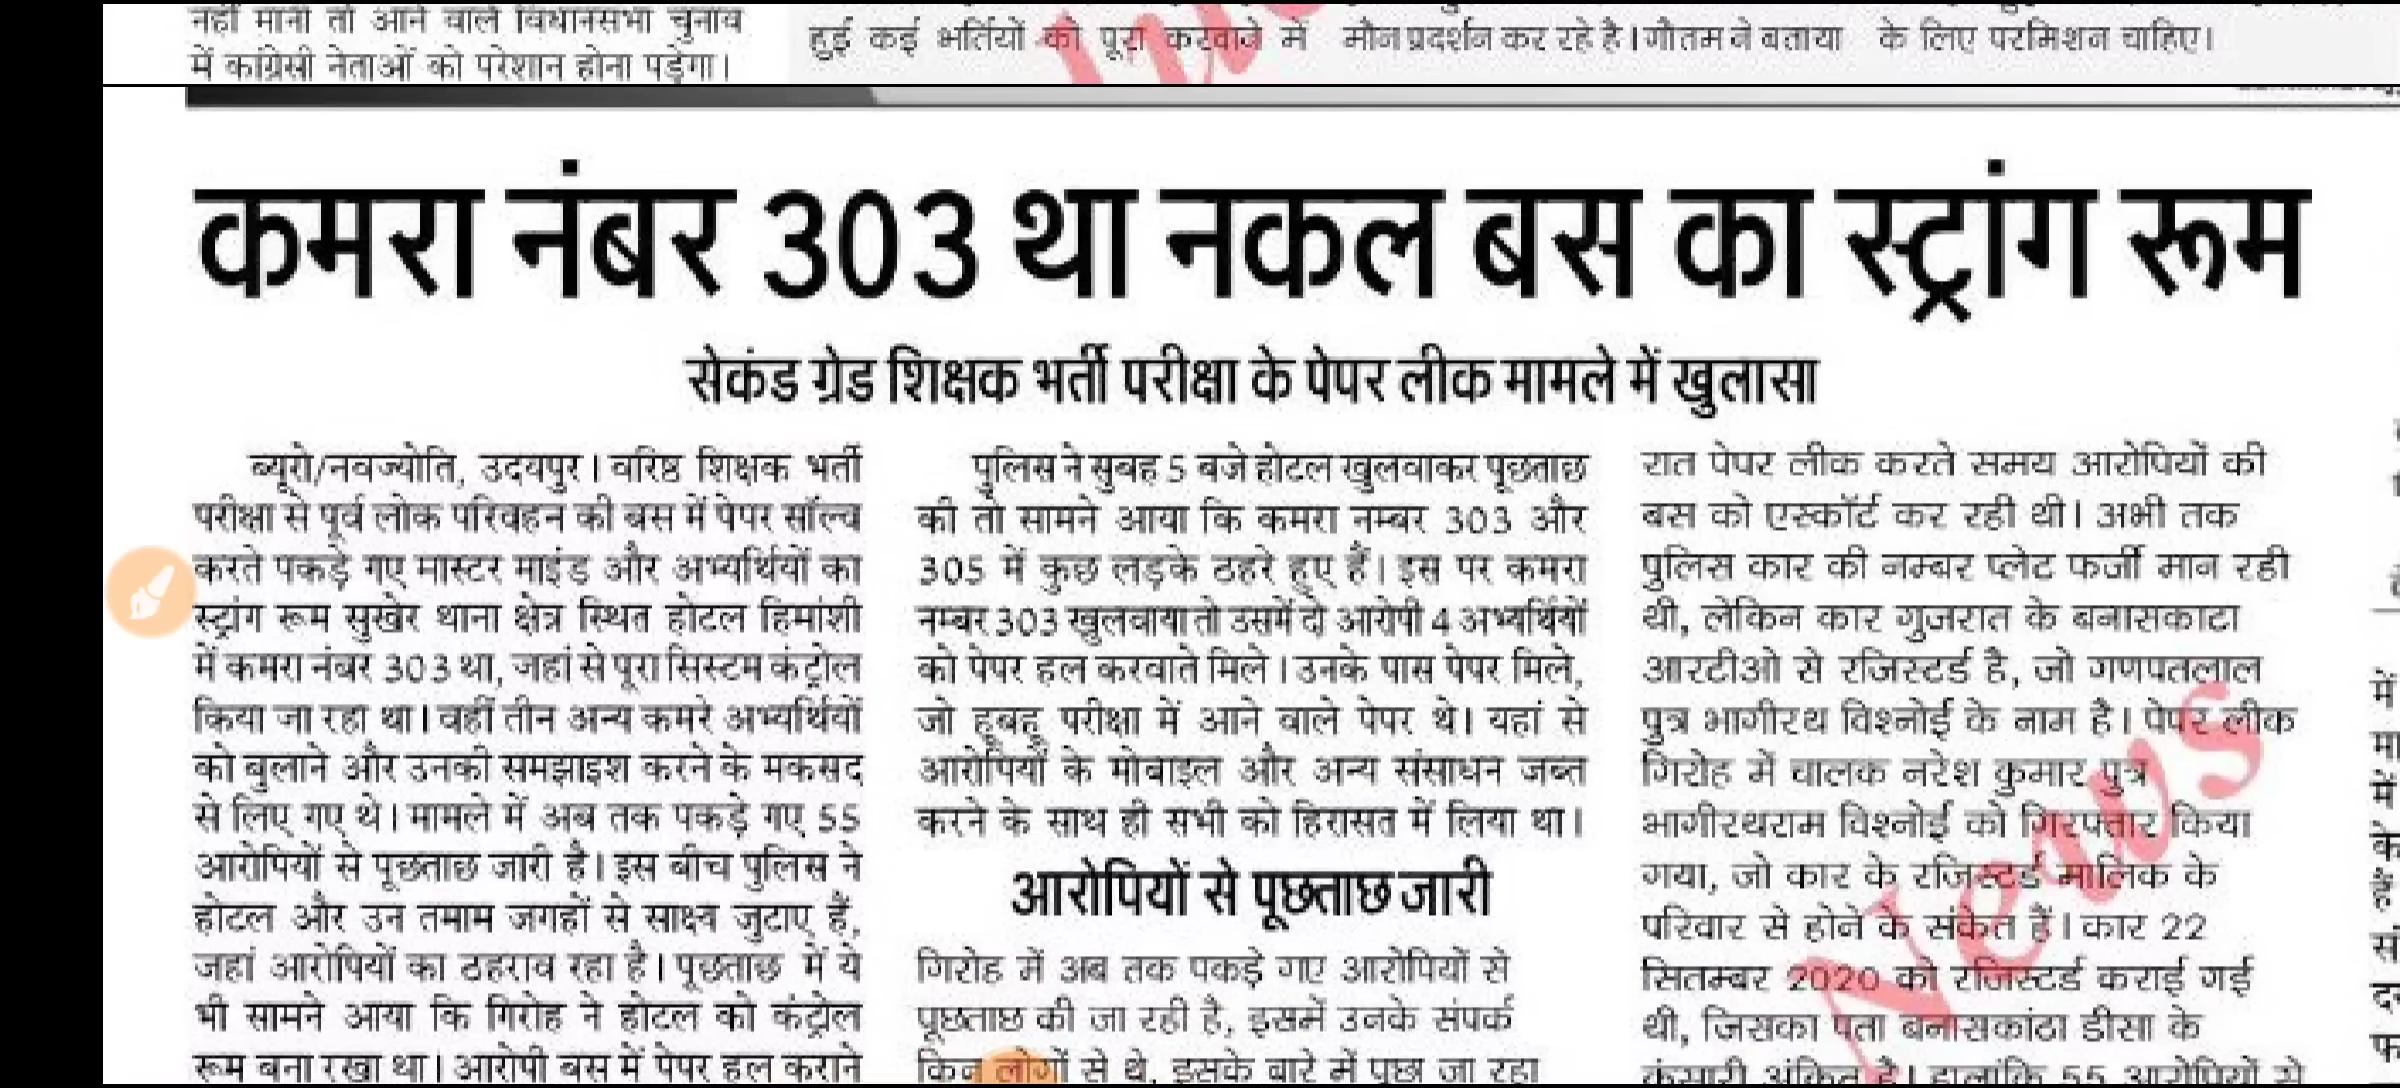 नहीं मानी तो आने वाले विधानसभा चुनाव
में कांग्रेसी नेताओं को परेशान होना पड़ेगा।
हुई कई भर्तियों को पूरा करवाने में
मौन प्रदर्शन कर रहे है। गौतम ने बताया
के लिए परमिशन चाहिए।
कमरा नंबर 303 था नकल बस का स्ट्रांग रूम
सेकंड ग्रेड शिक्षक भर्ती परीक्षा के पेपर लीक मामले में खुलासा
ब्यूरो/नवज्योति, उदयपुर। वरिष्ठ शिक्षक भर्ती
परीक्षा से पूर्व लोक परिवहन की बस में पेपर सॉल्व
करते पकड़े गए मास्टर माइंड और अभ्यर्थियों का
स्ट्रांग रूम सुखेर थाना क्षेत्र स्थित होटल हिमांशी
में कमरा नंबर 303 था, जहां से पूरा सिस्टम कंट्रोल
किया जा रहा था। वहीं तीन अन्य कमरे अभ्यर्थियों
को बुलाने और उनकी समझाइश करने के मकसद
से लिए गए थे। मामले में अब तक पकड़े गए 55
आरोपियों से पूछताछ जारी है। इस बीच पुलिस ने
होटल और उन तमाम जगहों से साक्ष्य जुटाए हैं,
जहां आरोपियों का ठहराव रहा है। पूछताछ में ये
भी सामने आया कि गिरोह ने होटल को कंट्रोल
रूम बना रखा था। आरोपी बस में पेपर हल कराने
पुलिस ने सुबह 5 बजे होटल खुलवाकर पूछताछ
की तो सामने आया कि कमरा नम्बर 303 और
305 में कुछ लड़के ठहरे हुए हैं। इस पर कमरा
नम्बर 303 खुलवाया तो उसमें दो आरोपी 4 अभ्यर्थियों
को पेपर हल करवाते मिले। उनके पास पेपर मिले,
जो हूबहू परीक्षा में आने वाले पेपर थे। यहां से
आरोपियों के मोबाइल और अन्य संसाधन जब्त
करने के साथ ही सभी को हिरासत में लिया था।
आरोपियों से पूछताछ जारी
गिरोह में अब तक पकड़े गए आरोपियों से
पूछताछ की जा रही है, इसमें उनके संपर्क
किन लोगों से थे, इसके बारे में पूछा जा रहा
रात पेपर लीक करते समय आरोपियों की
बस को एस्कॉर्ट कर रही थी। अभी तक
पुलिस कार की नम्बर प्लेट फर्जी मान रही
थी, लेकिन कार गुजरात के बनासकाटा
आरटीओ से रजिस्टर्ड है, जो गणपतलाल
पुत्र भागीरथ विश्नोई के नाम है। पेपर लीक
गिरोह में चालक नरेश कुमार पुत्र
भागीरथराम विश्नोई को गिरफ्तार किया
गया, जो कार के रजिस्टर्ड मालिक के
परिवार से होने के संकेत हैं। कार 22
सितम्बर 2020 को रजिस्टर्ड कराई गई
थी, जिसका पता बनासकांठा डीसा के
कंसारी अंकित है। हालांकि 55 आरोपियों से
News